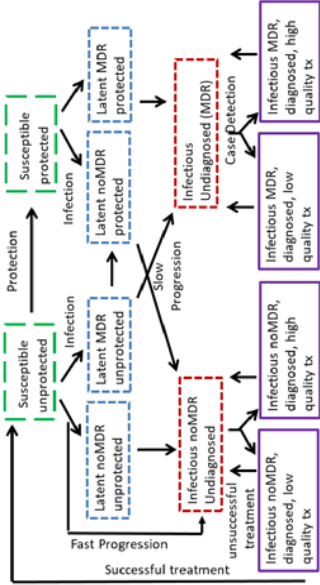 Successful treatment
Fast Progression
Protection
Susceptible
unprotected
Susceptible
protected
Infection
Infection
Latent noMDR
unprotected
Latent MDR
unprotected
Latent noMDR
protected
Latent MDR
protected
Slow
Progression
Infectious noMDR
Undiagnosed
Infectious
Undiagnosed (MDR)
unsuccessful
treatment
Case Detection
Infectious noMDR,
diagnosed, low
quality tx
Infectious noMDR,
diagnosed, high
quality tx
Infectious MDR,
diagnosed, low
quality tx
Infectious MDR,
diagnosed, high
quality tx